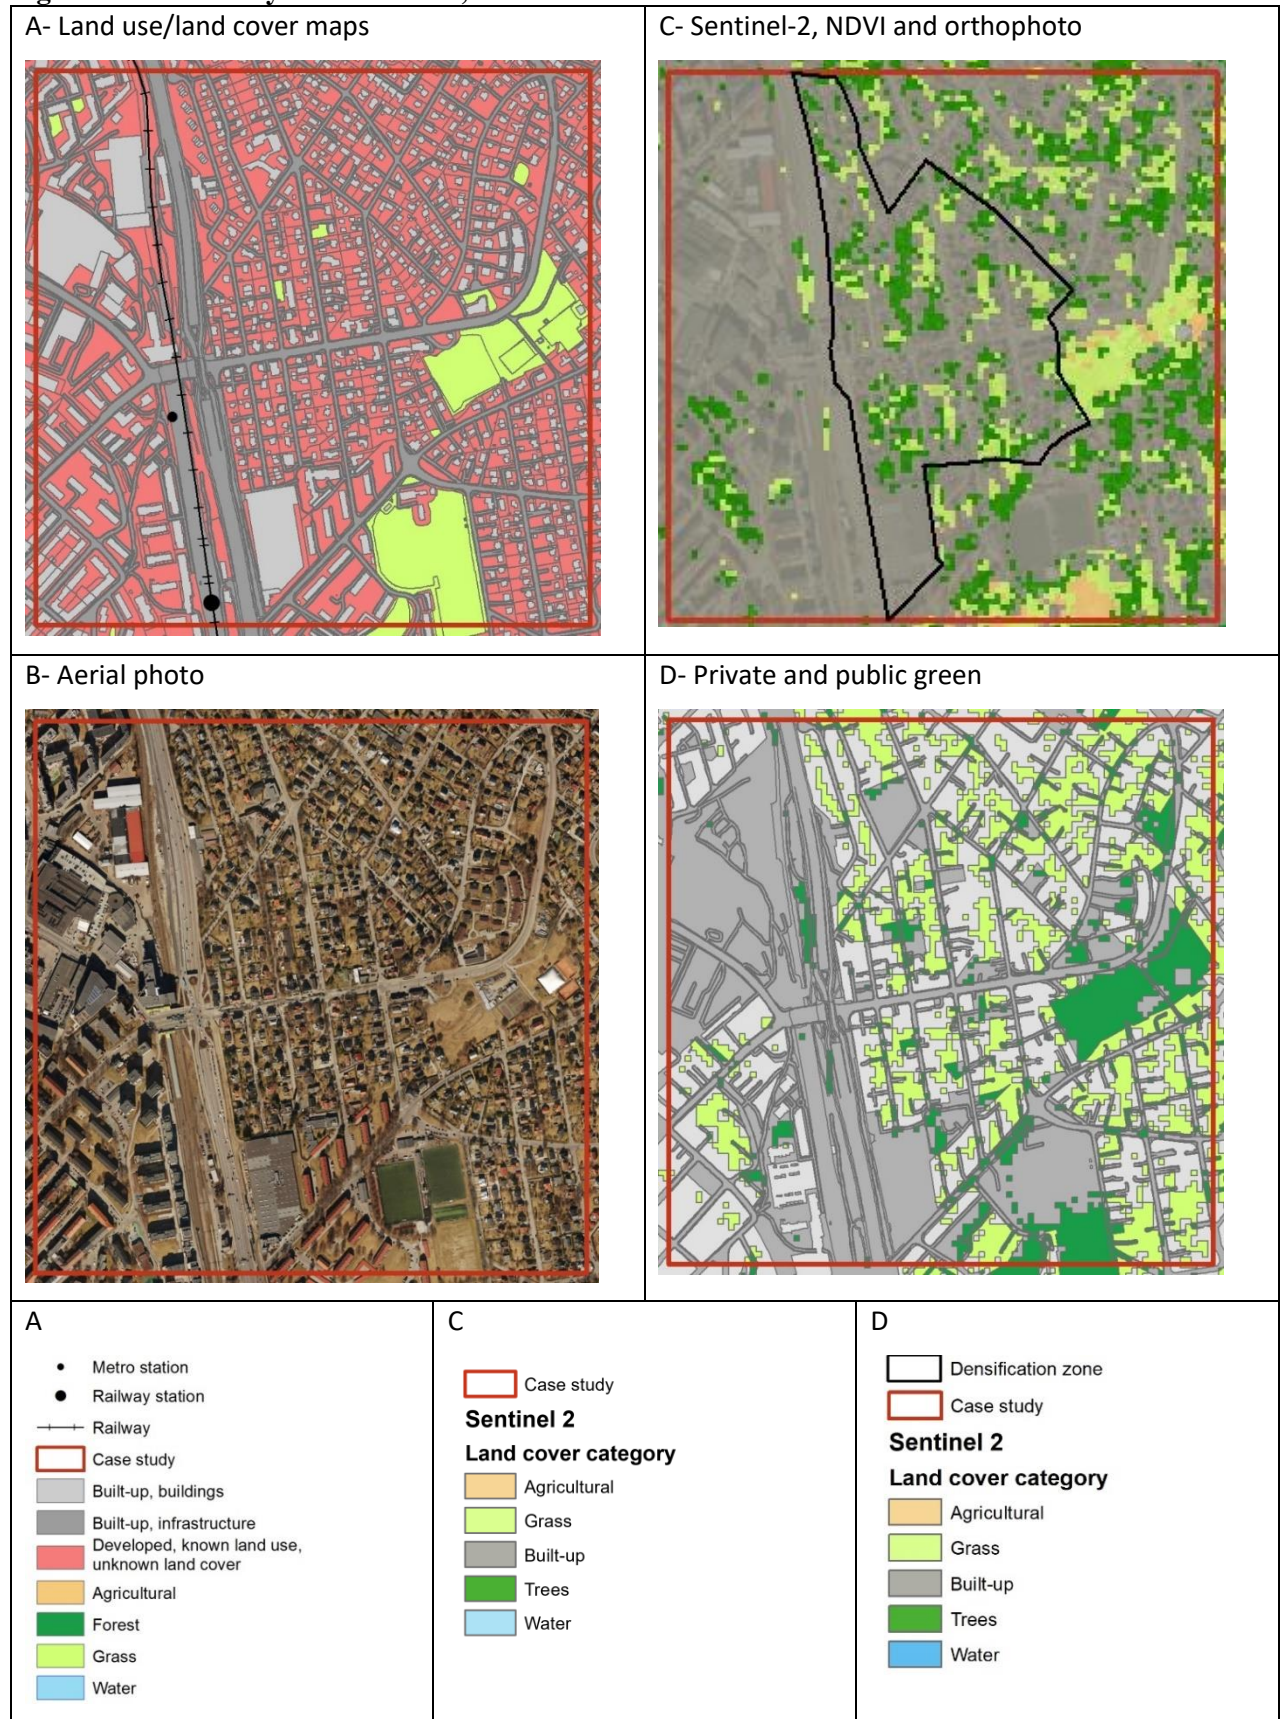 A- Land use/land cover maps
C- Sentinel-2, NDVI and orthophoto
B- Aerial photo
D- Private and public green
A
Metro station
Railway station
Railway
Case study
Built-up, buildings
Built-up, infrastructure
Developed, known land use,
unknown land cover
Agricultural
Forest
Grass
Water
C
Case study
Sentinel 2
Land cover category
Agricultural
Grass
Built-up
Trees
Water
D
Densification zone
Case study
Sentinel 2
Land cover category
Agricultural
Grass
Built-up
Trees
Water